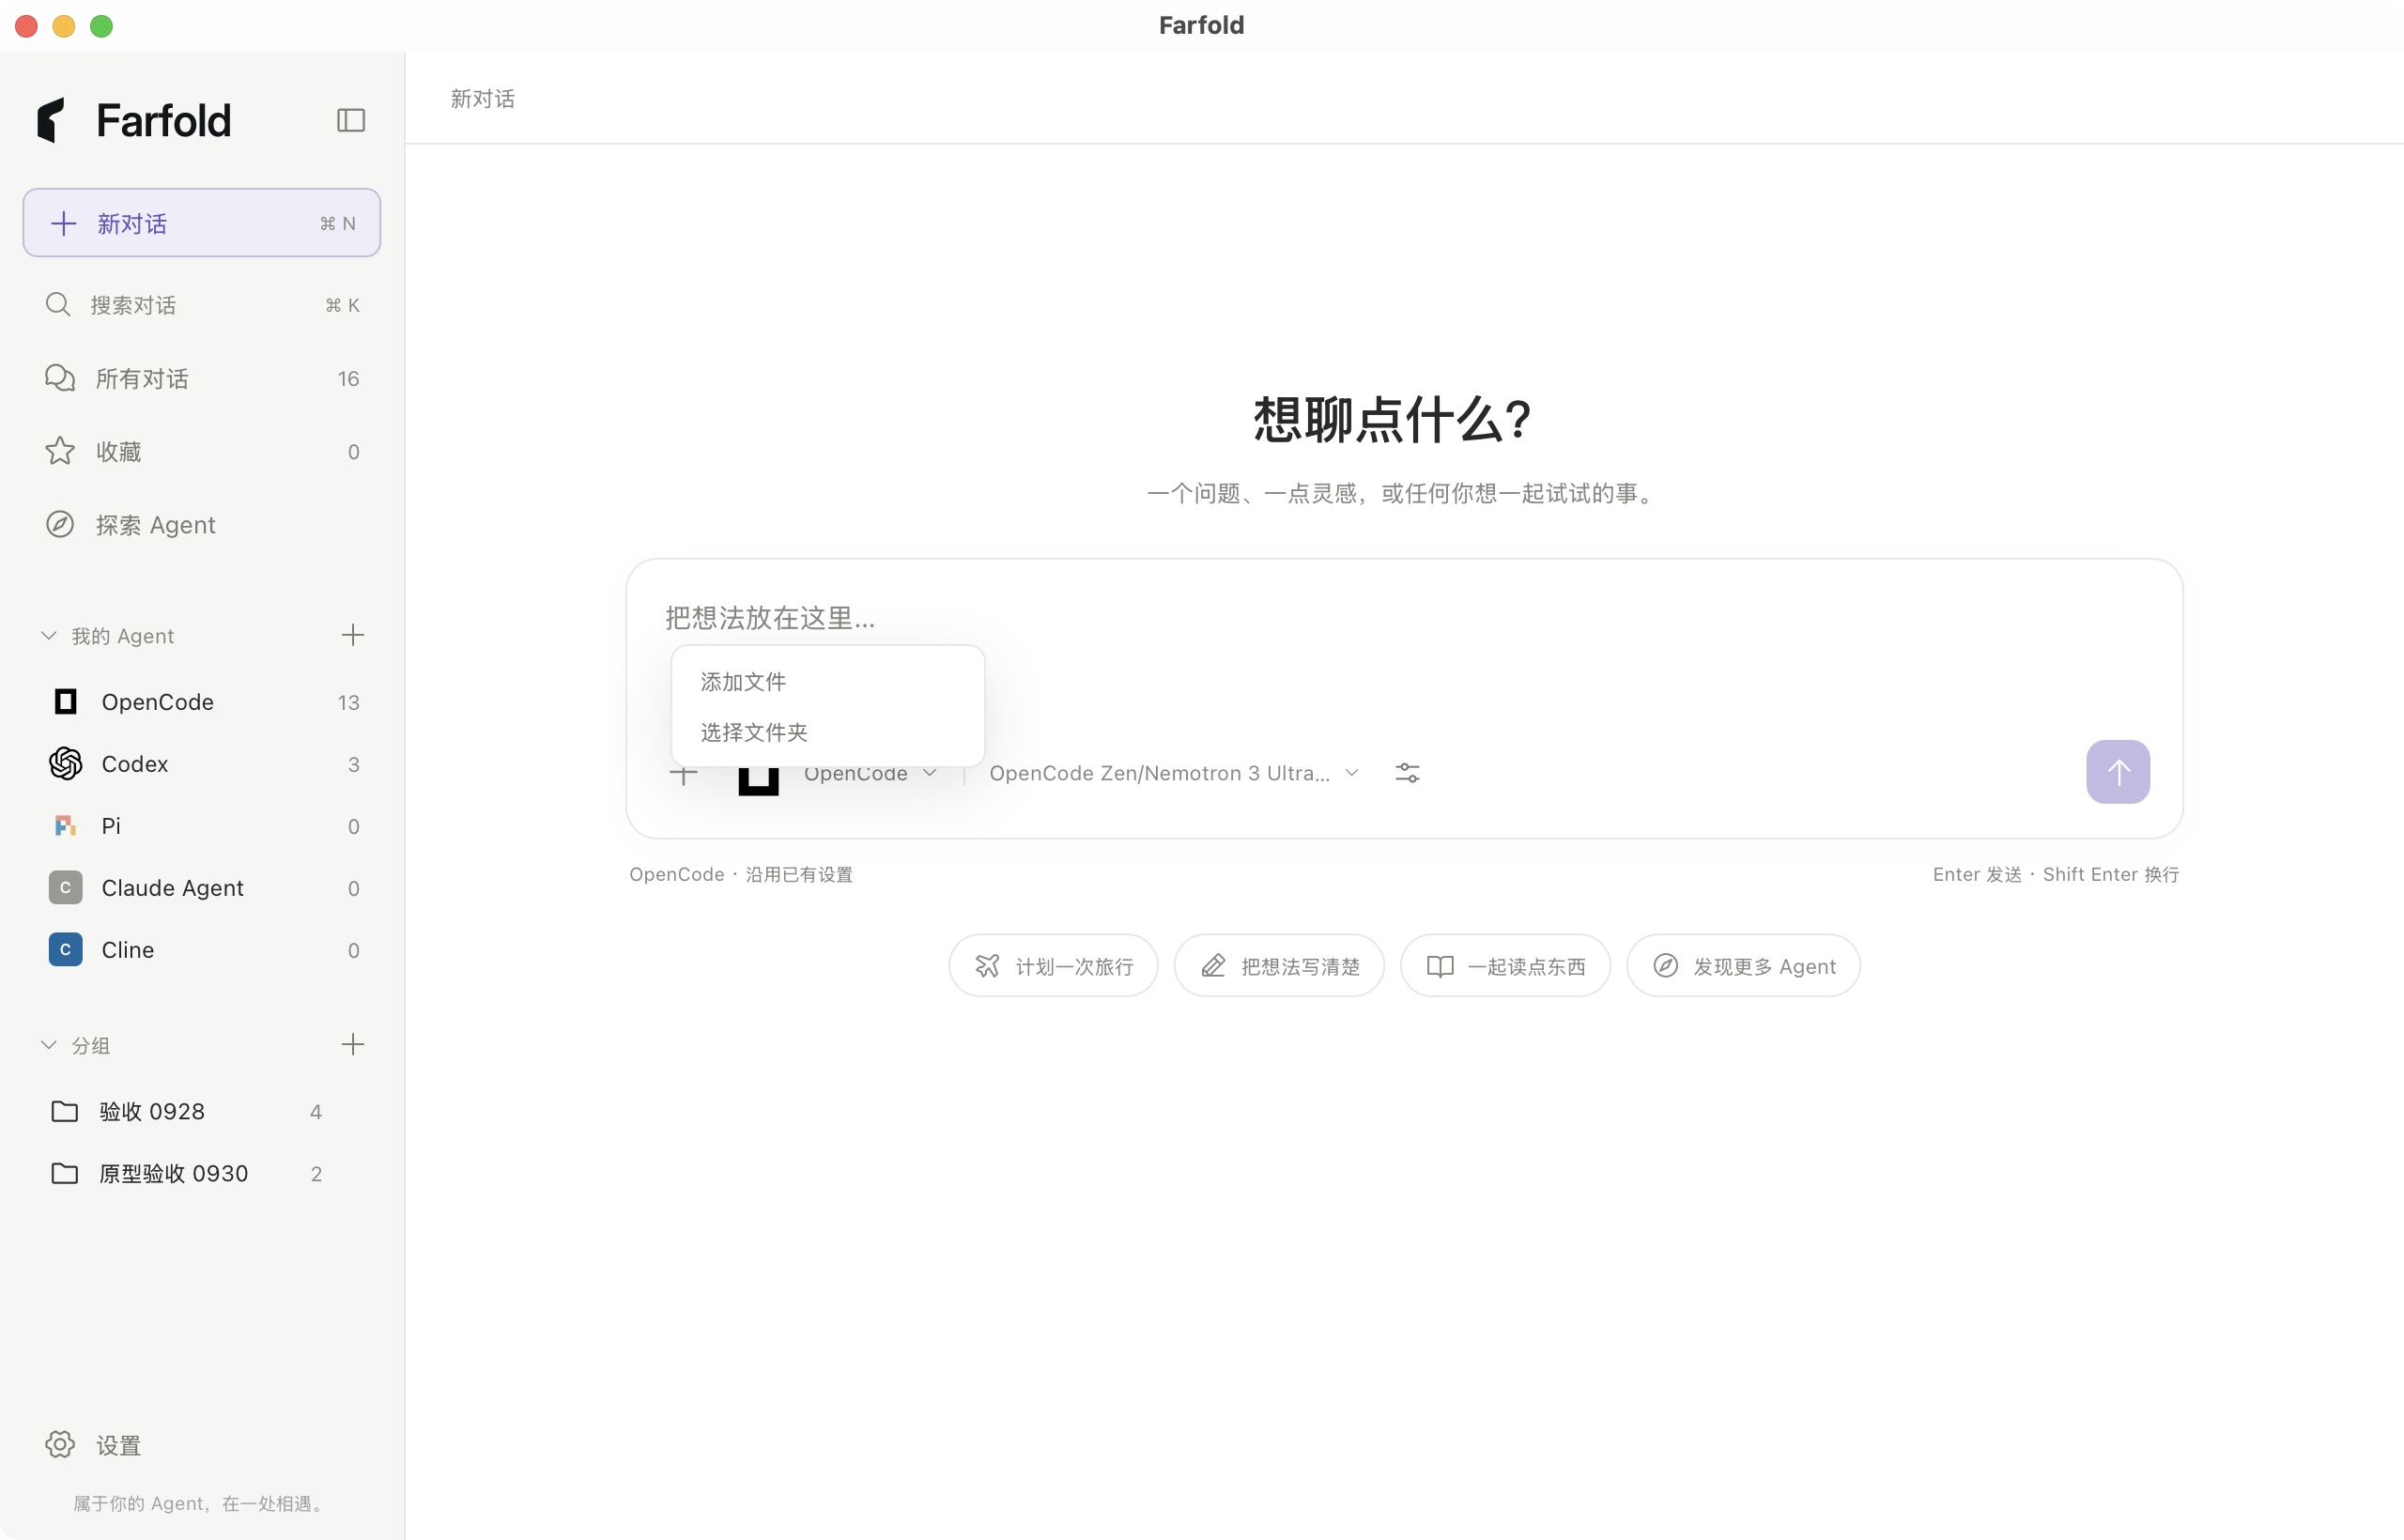 Farfold
Farfold
新对话 ⌘ N
搜索对话 ⌘ K
所有对话 16
收藏 0
探索 Agent
我的 Agent
OpenCode 13
Codex 3
Pi 0
C Claude Agent 0
C Cline 0
分组
验收 0928 4
原型验收 0930 2
设置
属于你的 Agent，在一处相遇。
新对话
想聊点什么?
一个问题、一点灵感，或任何你想一起试试的事。
把想法放在这里...
添加文件
选择文件夹
OpenCode OpenCode Zen/Nemotron 3 Ultra...
OpenCode · 沿用已有设置 Enter 发送 · Shift Enter 换行
计划一次旅行 把想法写清楚 一起读点东西 发现更多 Agent